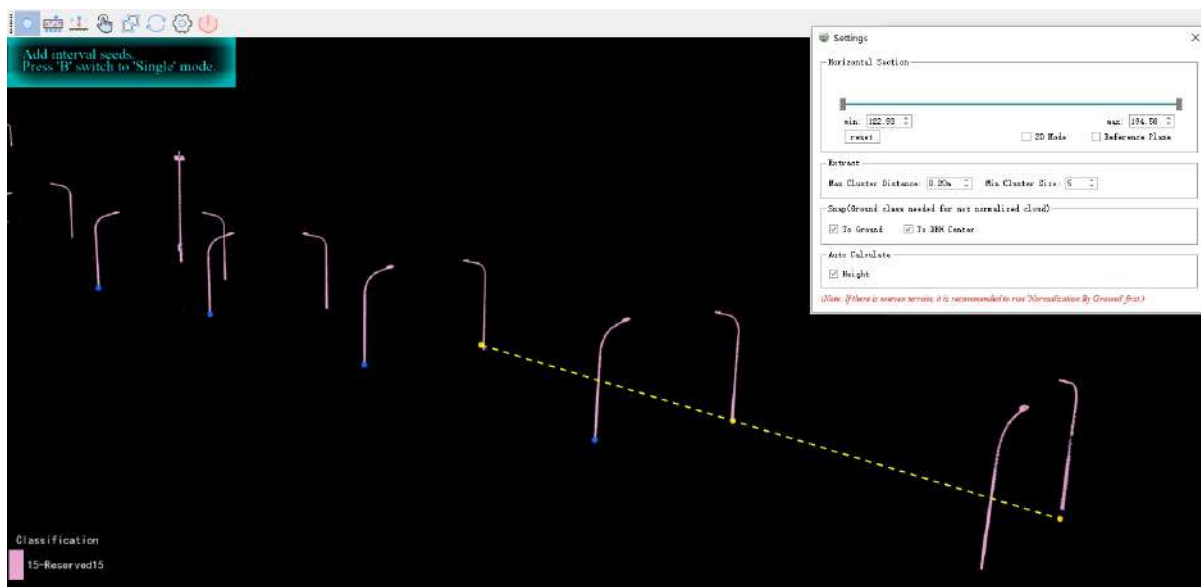 Add interval seeds.
Press 'B' switch to 'Single' mode.
Settings
Horizontal Section
min: 122.93
max: 194.56
reset
2D Mode
Reference Plane
Extract
Max Cluster Distance: 0.20m
Min Cluster Size: 5
Snap(Ground class needed for not normalized cloud)
To Ground
To DBH Center
Auto Calculate
Height
(Note: If there is uneven terrain, it is recommended to run 'Normalization By Ground' first.)
Classification
15-Reserved15